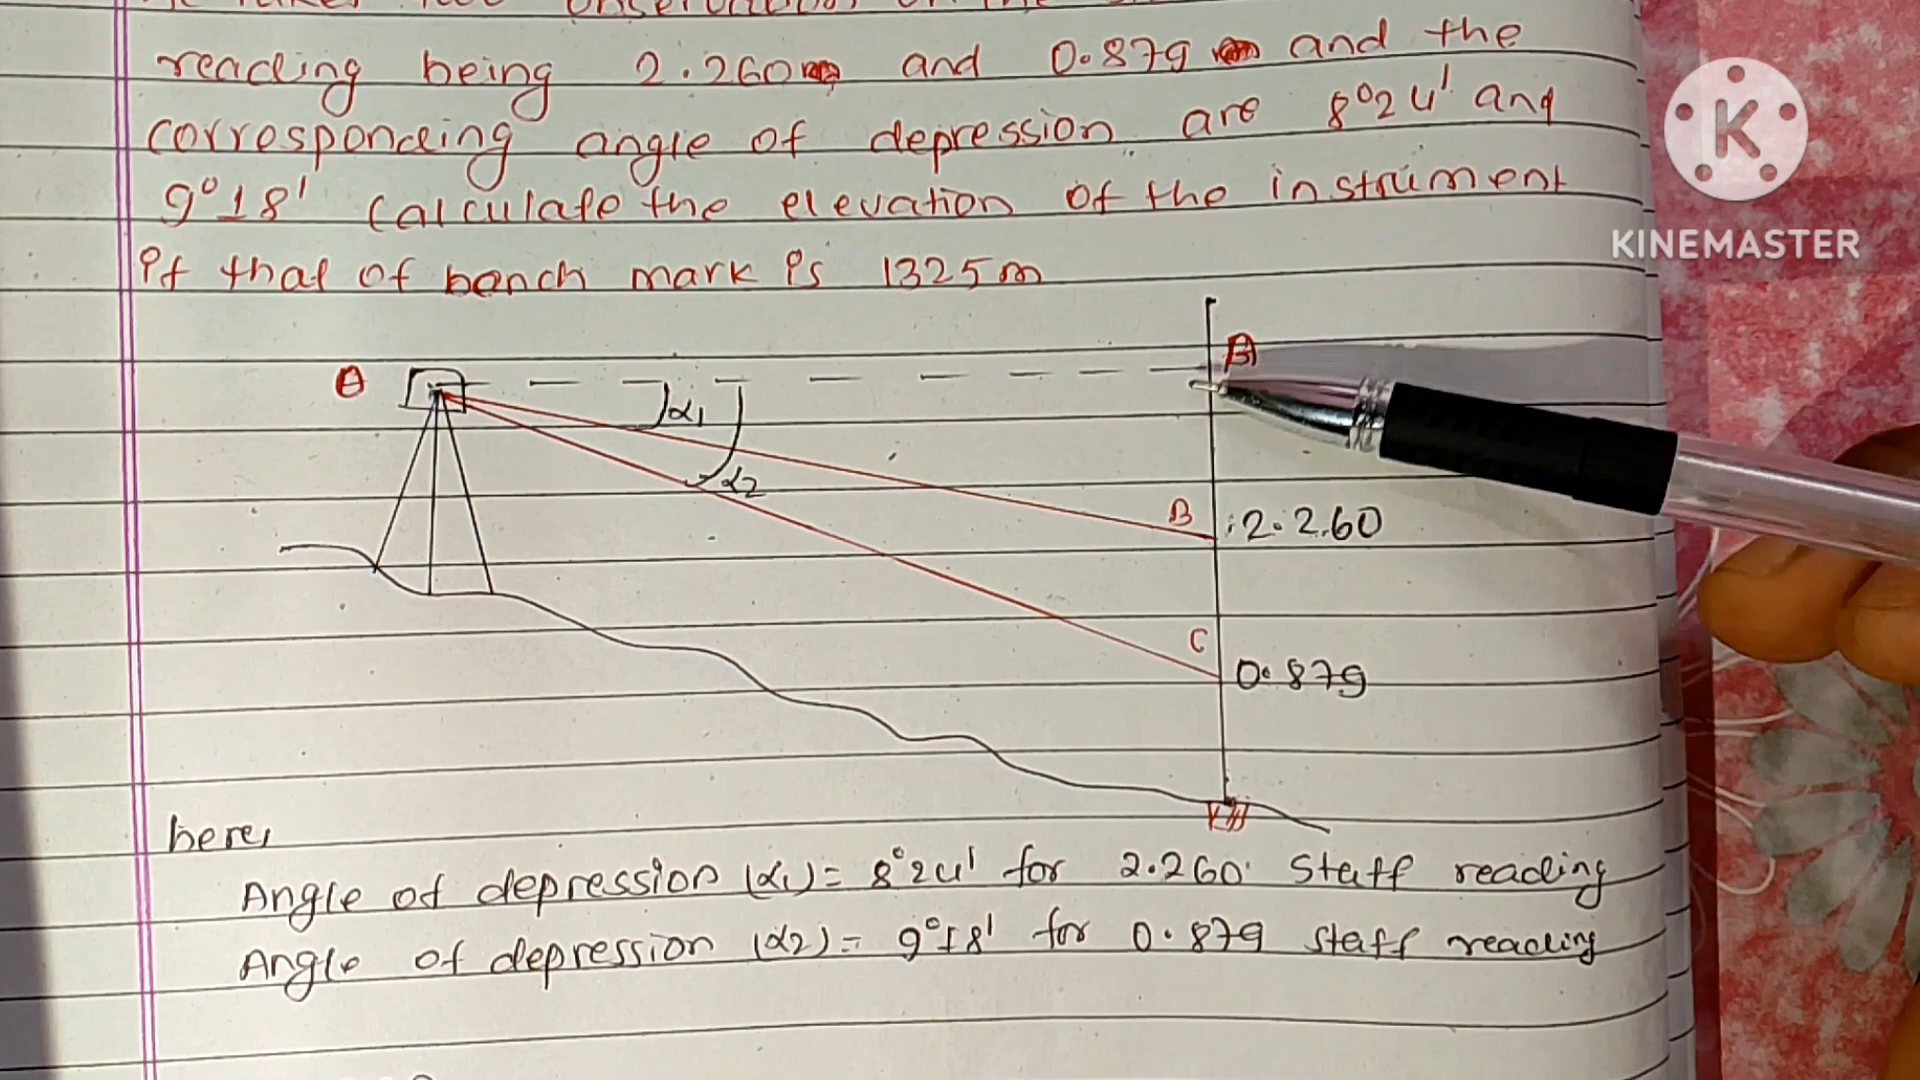 reading being 2.260 and 0.879 and the
corresponding angle of depression are 8°24' and
9°18' calculate the elevation of the instrument
if that of bench mark is 1325m
K
KINEMASTER
A
α1
α2
B 2.260
C
0.879
here,
Angle of depression (α1) = 8°24' for 2.260 staff reading
Angle of depression (α2) = 9°18' for 0.879 staff reading